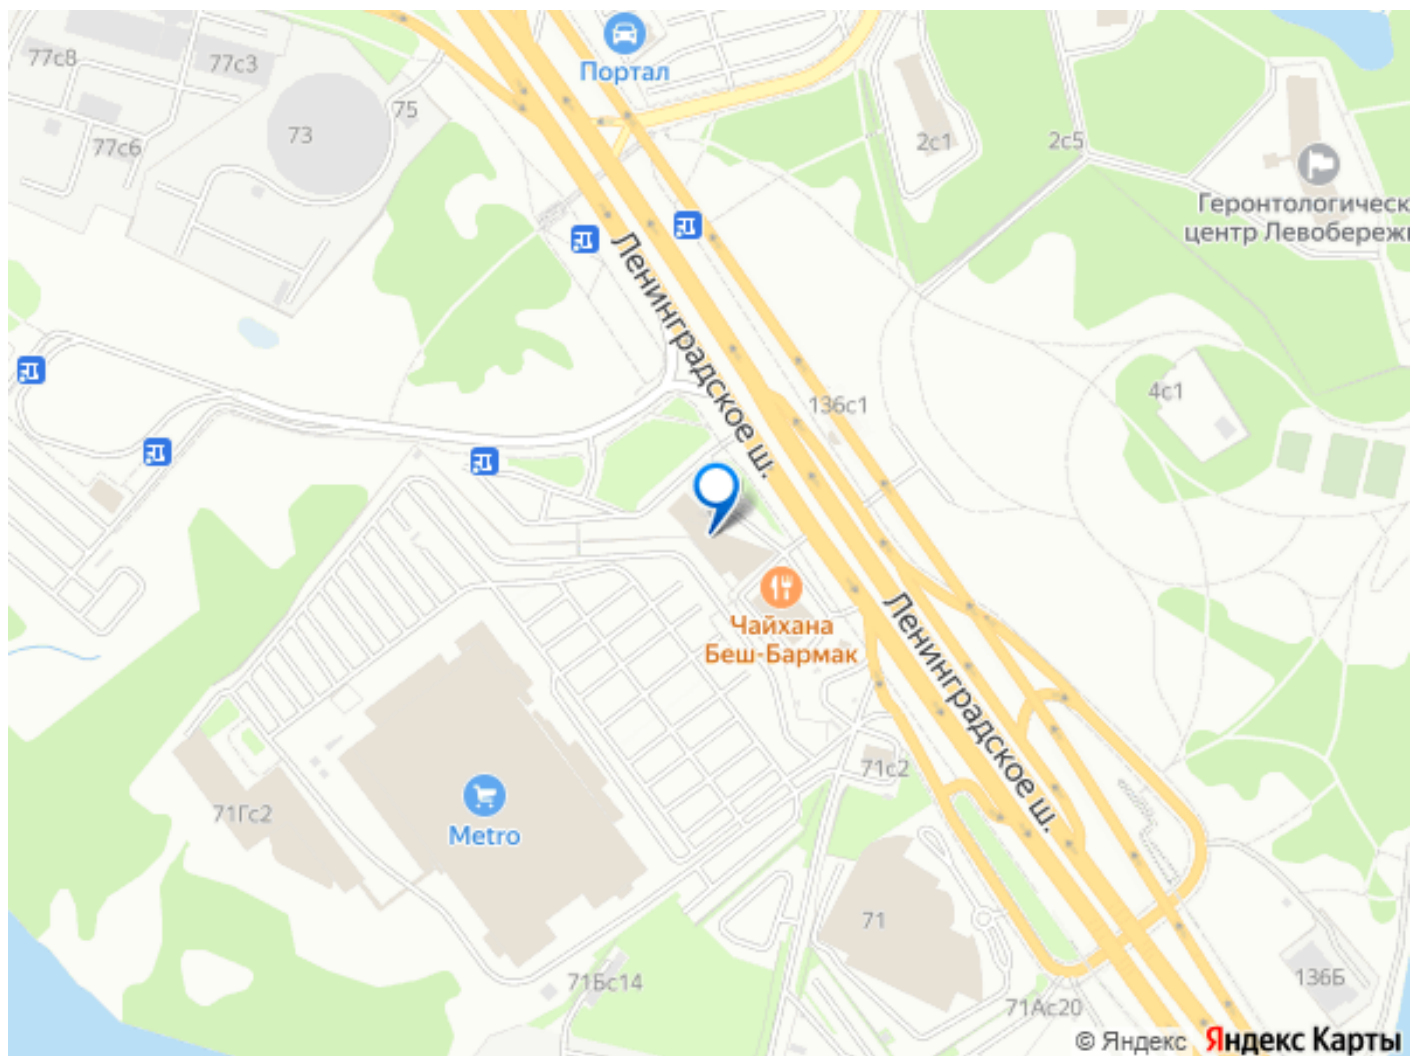 77с8
77с3
Портал
75
73
77с6
2с1
2с5
Геронтологическ
центр Левобереж
Ленинградское ш.
136с1
4с1
Чайхана
Беш-Бармак
Ленинградское ш.
71с2
71Гс2
Metro
71
71Бс14
136Б
71Ас20
© Яндекс Яндекс Карты